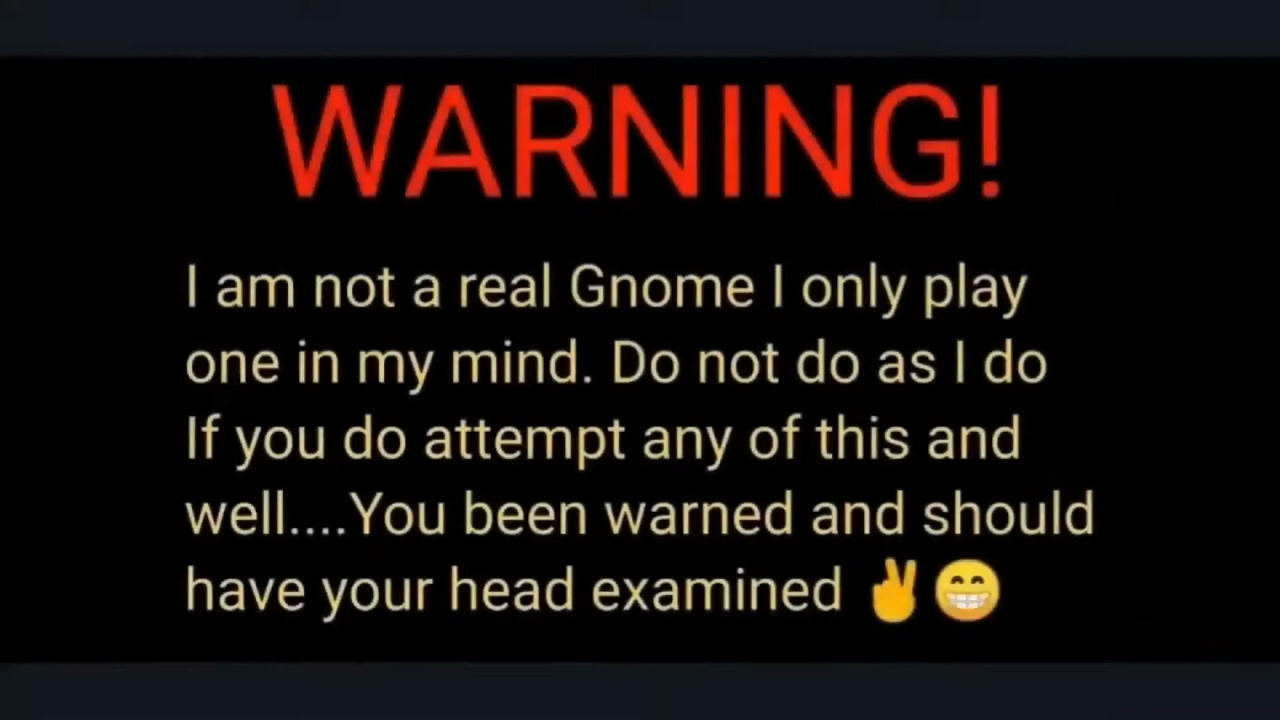 WARNING!
I am not a real Gnome I only play
one in my mind. Do not do as I do
If you do attempt any of this and
well....You been warned and should
have your head examined ✌😁